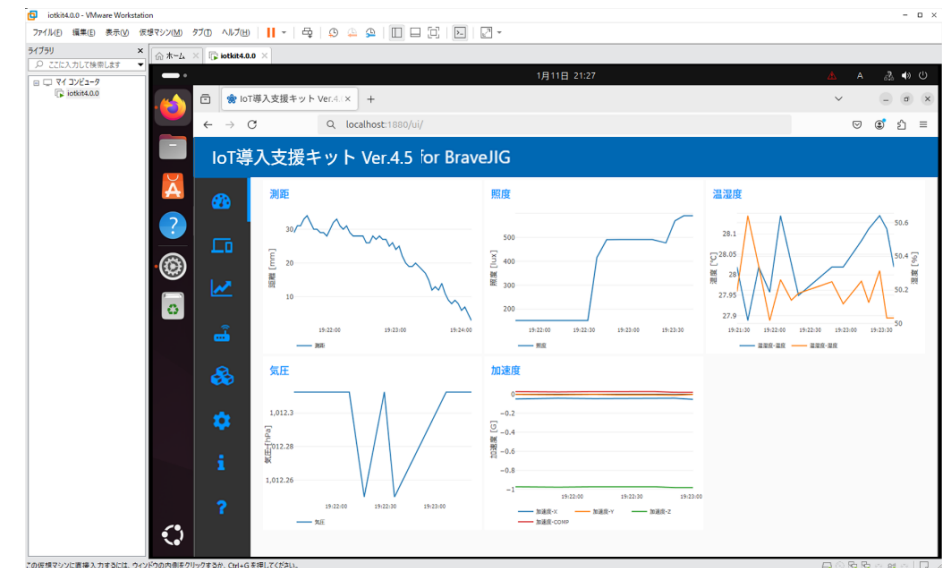 iotkit4.0.0 - VMware Workstation
ファイル(F) 編集(E) 表示(V) 仮想マシン(M) タブ(T) ヘルプ(H)
ライブラリ
ここに入力して検索します
マイ コンピュータ
iotkit4.0.0
ホーム
iotkit4.0.0
1月11日 21:27
A
IoT導入支援キット Ver.4.
localhost:1880/ui/
IoT導入支援キット Ver.4.5 for BraveJIG
測距
距離 [mm]
30
20
10
19:22:00 19:23:00 19:24:00
測距
照度
照度 [lux]
500
400
300
200
19:22:00 19:22:30 19:23:00 19:23:30
照度
温湿度
温度 [℃]
28.1
28.05
28
27.95
27.9
湿度 [%]
50.6
50.4
50.2
50
19:21:30 19:22:00 19:22:30 19:23:00 19:23:30
温湿度-温度 温湿度-湿度
気圧
気圧 [hPa]
1,012.3
1,012.28
1,012.26
19:22:00 19:22:30 19:23:00
気圧
加速度
加速度 [G]
0
−0.2
−0.4
−0.6
−0.8
−1
19:22:00 19:22:30 19:23:00
加速度-X 加速度-Y 加速度-Z
加速度-COMP
この仮想マシンに直接入力するには、ウィンドウの内側をクリックするか、Ctrl+G を押してください。